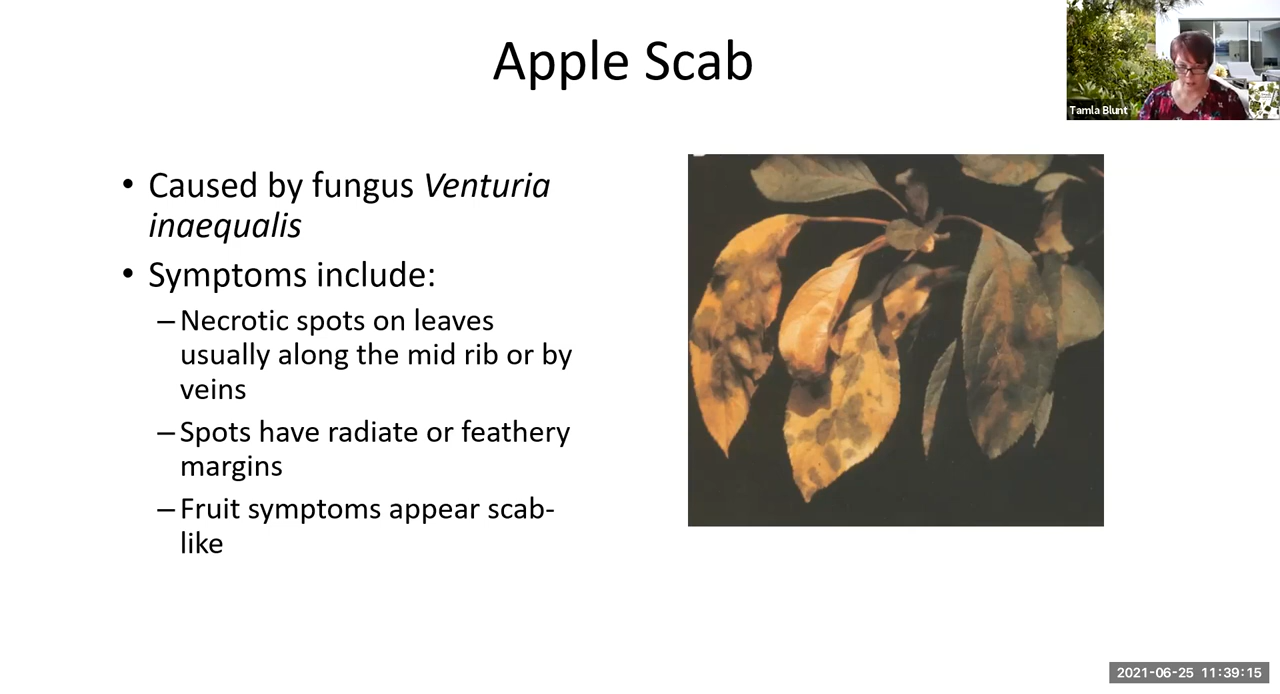 Apple Scab
Tamla Blunt
• Caused by fungus Venturia
inaequalis
• Symptoms include:
– Necrotic spots on leaves
usually along the mid rib or by
veins
– Spots have radiate or feathery
margins
– Fruit symptoms appear scab-
like
2021-06-25 11:39:15